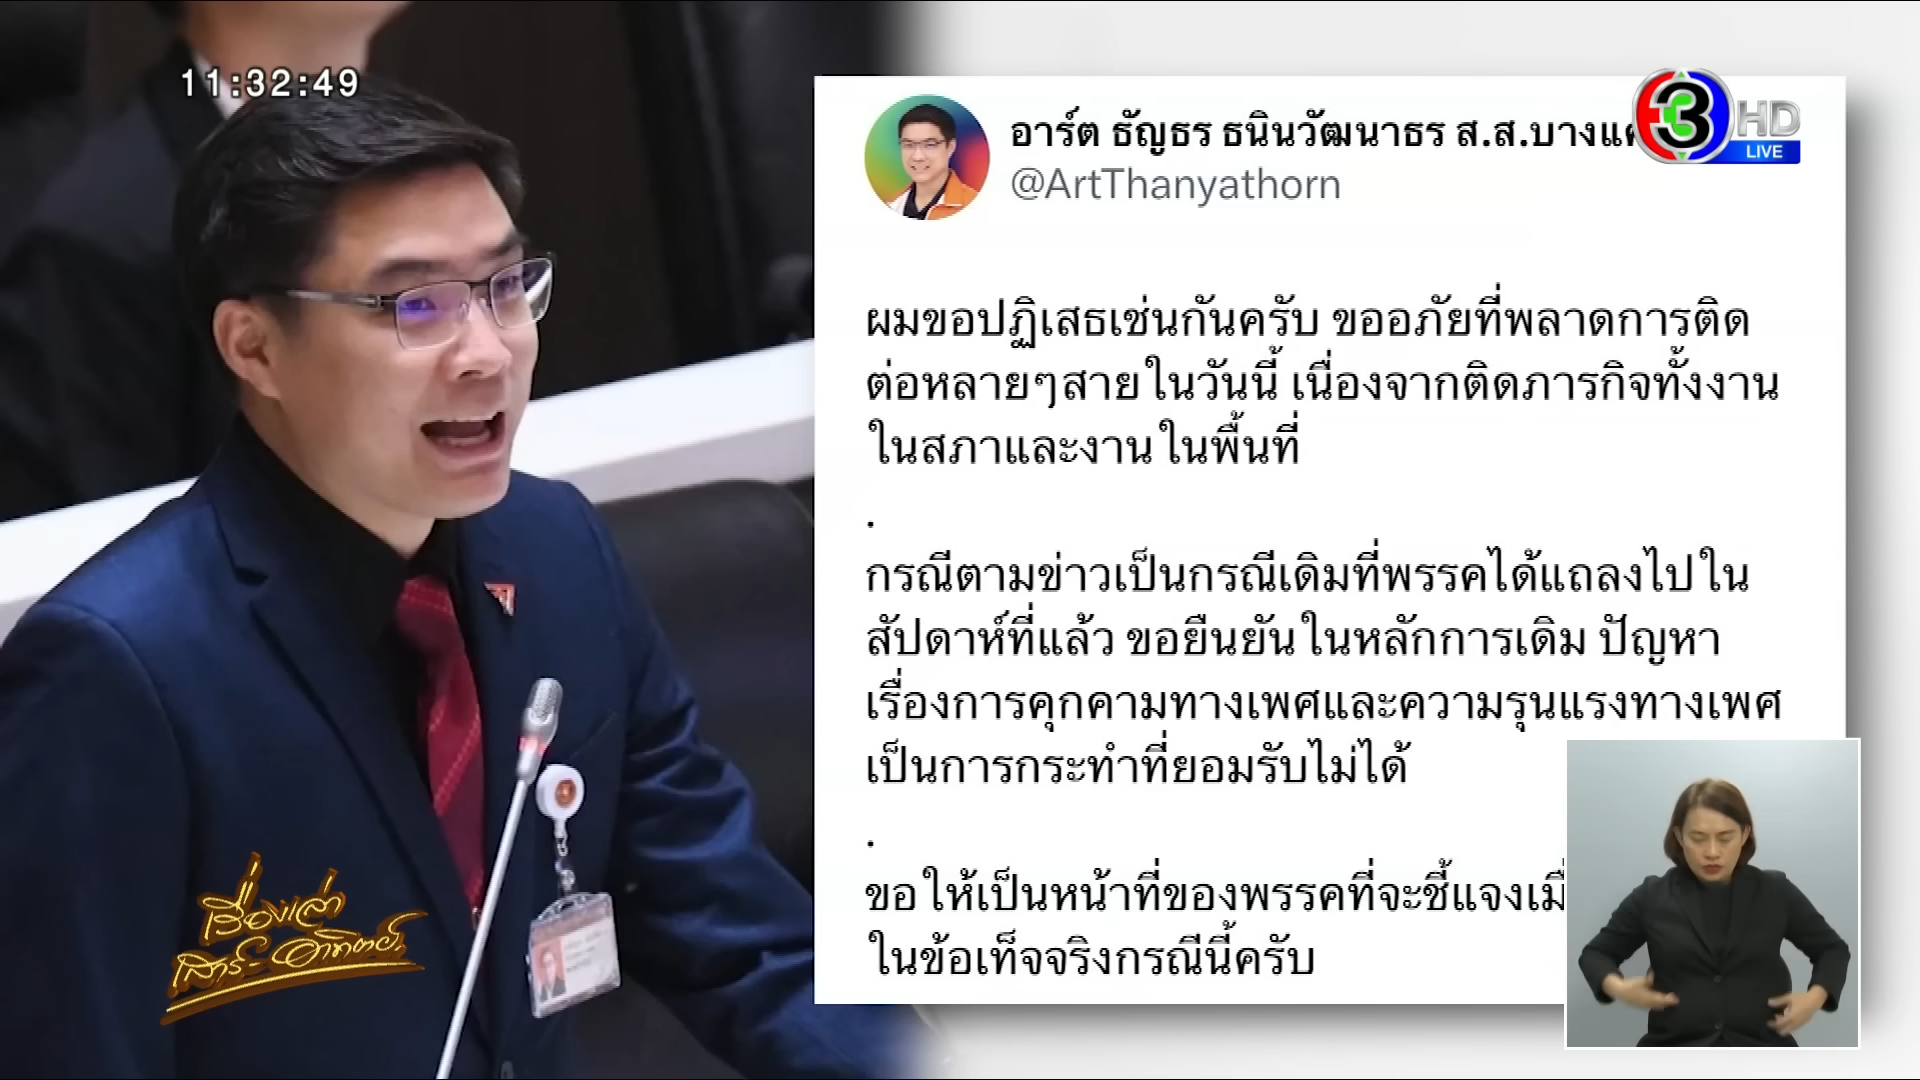 11:32:49
3 HD
LIVE
อาร์ต ธัญธร ธนินวัฒนาธร ส.ส.บางแค
@ArtThanyathorn
ผมขอปฏิเสธเช่นกันครับ ขออภัยที่พลาดการติด
ต่อหลายๆสายในวันนี้ เนื่องจากติดภารกิจทั้งงาน
ในสภาและงานในพื้นที่
.
กรณีตามข่าวเป็นกรณีเดิมที่พรรคได้แถลงไปใน
สัปดาห์ที่แล้ว ขอยืนยันในหลักการเดิม ปัญหา
เรื่องการคุกคามทางเพศและความรุนแรงทางเพศ
เป็นการกระทำที่ยอมรับไม่ได้
.
ขอให้เป็นหน้าที่ของพรรคที่จะชี้แจง
ในข้อเท็จจริงกรณีนี้ครับ
เรื่องเล่า
เสาร์-อาทิตย์